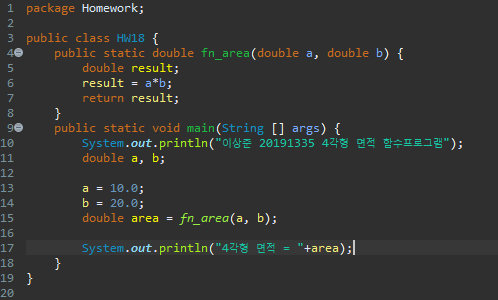 1 package Homework;
2
3 public class HW18 {
4 public static double fn_area(double a, double b) {
5 double result;
6 result = a*b;
7 return result;
8 }
9 public static void main(String [] args) {
10 System.out.println("이상준 20191335 4각형 면적 함수프로그램");
11 double a, b;
12
13 a = 10.0;
14 b = 20.0;
15 double area = fn_area(a, b);
16
17 System.out.println("4각형 면적 = "+area);
18 }
19 }
20